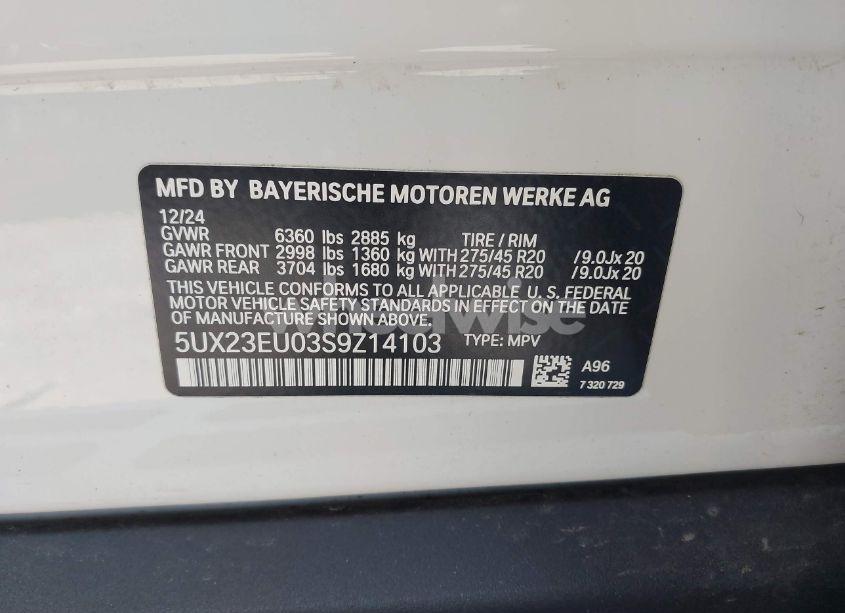 MFD BY BAYERISCHE MOTOREN WERKE AG
12/24
GVWR 6360 lbs 2885 kg TIRE / RIM
GAWR FRONT 2998 lbs 1360 kg WITH 275/45 R20 /9.0Jx 20
GAWR REAR 3704 lbs 1680 kg WITH 275/45 R20 /9.0Jx 20
THIS VEHICLE CONFORMS TO ALL APPLICABLE U. S. FEDERAL
MOTOR VEHICLE SAFETY STANDARDS IN EFFECT ON THE DATE
OF MANUFACTURE SHOWN ABOVE.
wheelwise
5UX23EU03S9Z14103 TYPE: MPV
A96
7 320 729